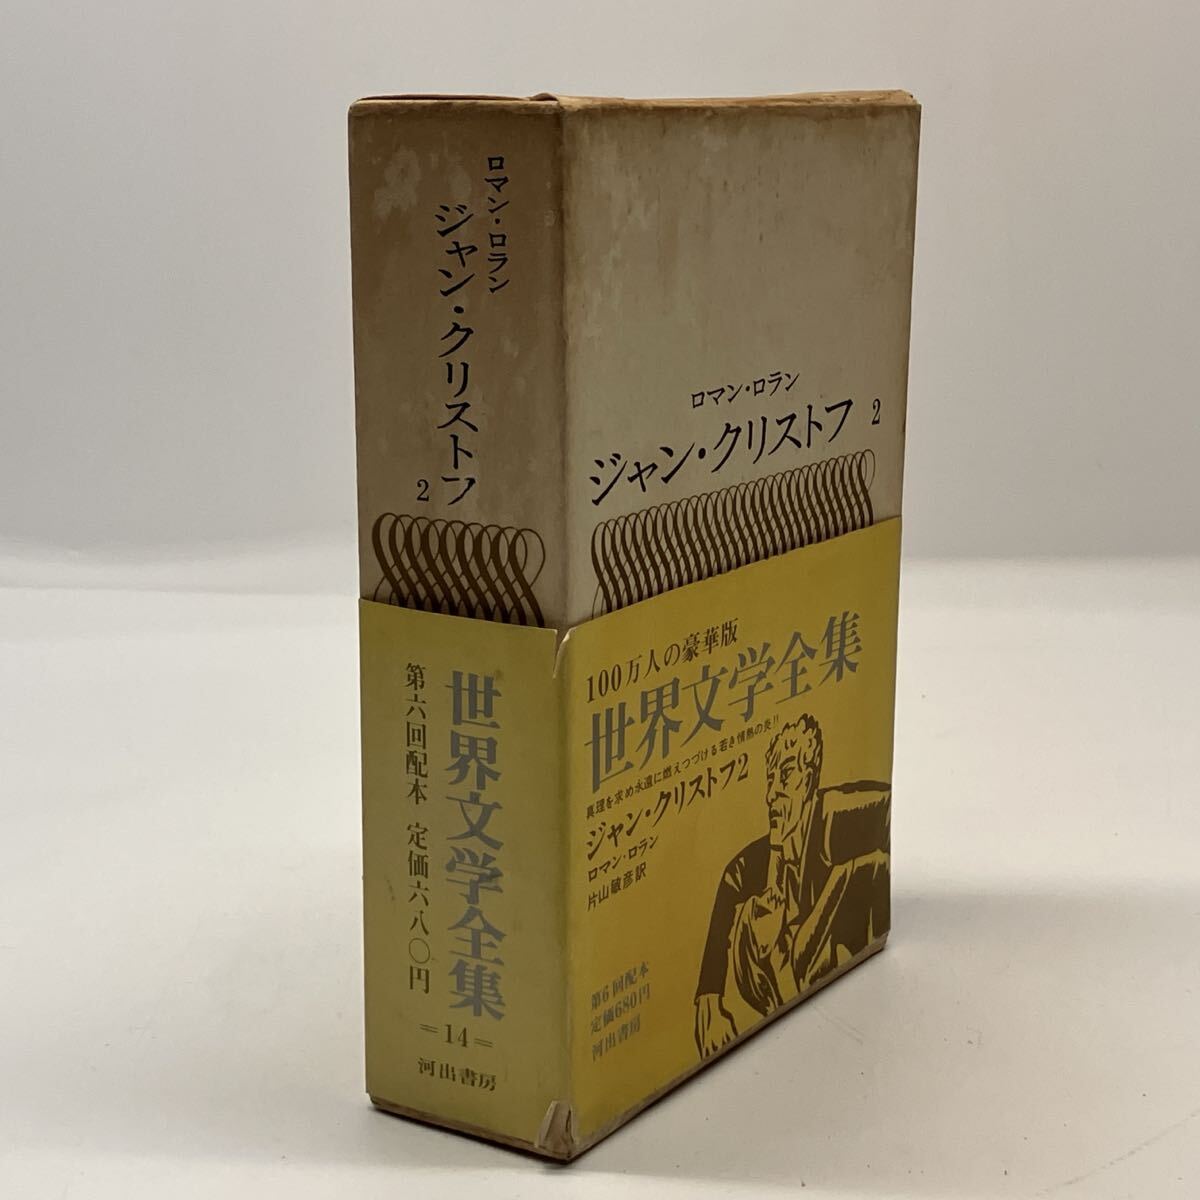 ロマン・ロラン
ジャン・クリストフ
2
世界文学全集
第六回配本 定価六八〇円
=14=
河出書房
ロマン・ロラン
ジャン・クリストフ 2
100万人の豪華版
世界文学全集
真理を求め永遠に燃えつづける若き情熱の炎!!
ジャン・クリストフ2
ロマン・ロラン
片山敏彦訳
第6回配本
定価680円
河出書房